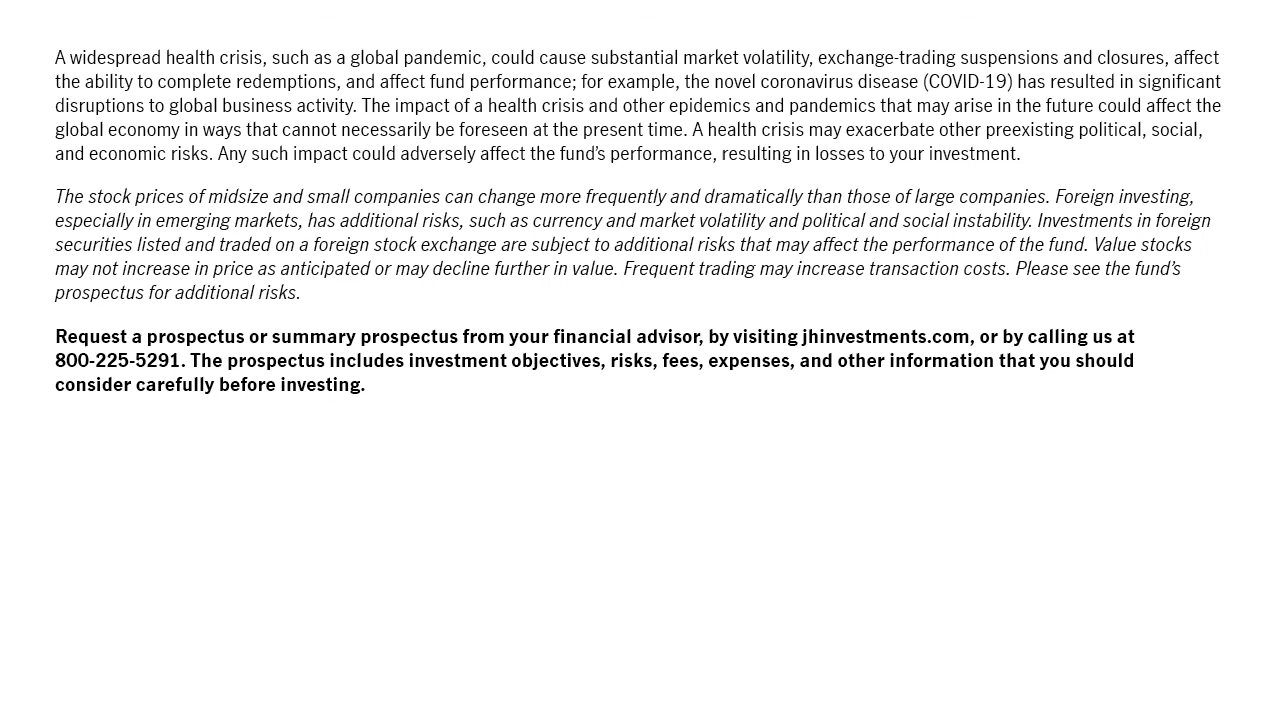 A widespread health crisis, such as a global pandemic, could cause substantial market volatility, exchange-trading suspensions and closures, affect
the ability to complete redemptions, and affect fund performance; for example, the novel coronavirus disease (COVID-19) has resulted in significant
disruptions to global business activity. The impact of a health crisis and other epidemics and pandemics that may arise in the future could affect the
global economy in ways that cannot necessarily be foreseen at the present time. A health crisis may exacerbate other preexisting political, social,
and economic risks. Any such impact could adversely affect the fund’s performance, resulting in losses to your investment.
The stock prices of midsize and small companies can change more frequently and dramatically than those of large companies. Foreign investing,
especially in emerging markets, has additional risks, such as currency and market volatility and political and social instability. Investments in foreign
securities listed and traded on a foreign stock exchange are subject to additional risks that may affect the performance of the fund. Value stocks
may not increase in price as anticipated or may decline further in value. Frequent trading may increase transaction costs. Please see the fund’s
prospectus for additional risks.
Request a prospectus or summary prospectus from your financial advisor, by visiting jhinvestments.com, or by calling us at
800-225-5291. The prospectus includes investment objectives, risks, fees, expenses, and other information that you should
consider carefully before investing.